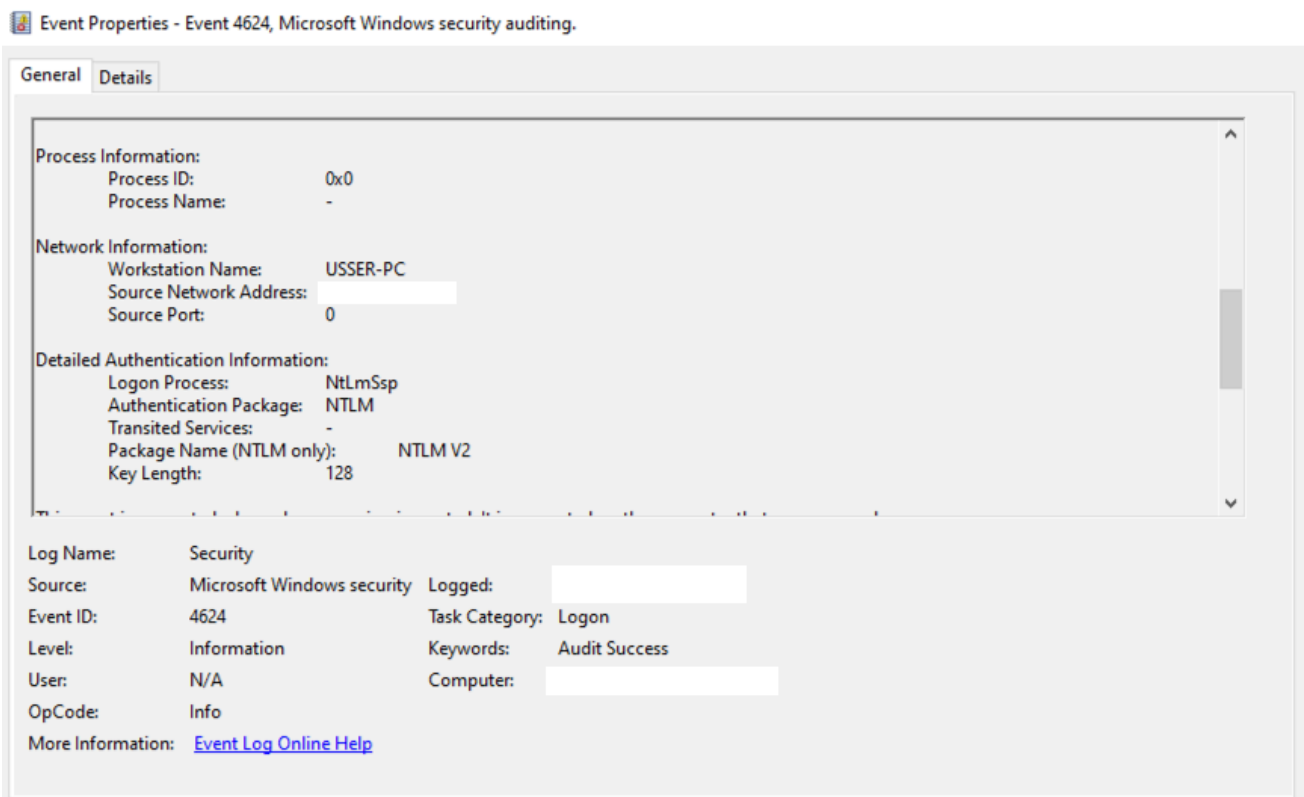 Event Properties - Event 4624, Microsoft Windows security auditing.
General Details
Process Information:
Process ID: 0x0
Process Name: -
Network Information:
Workstation Name: USSER-PC
Source Network Address:
Source Port: 0
Detailed Authentication Information:
Logon Process: NtLmSsp
Authentication Package: NTLM
Transited Services: -
Package Name (NTLM only): NTLM V2
Key Length: 128
Log Name: Security
Source: Microsoft Windows security Logged:
Event ID: 4624 Task Category: Logon
Level: Information Keywords: Audit Success
User: N/A Computer:
OpCode: Info
More Information: Event Log Online Help